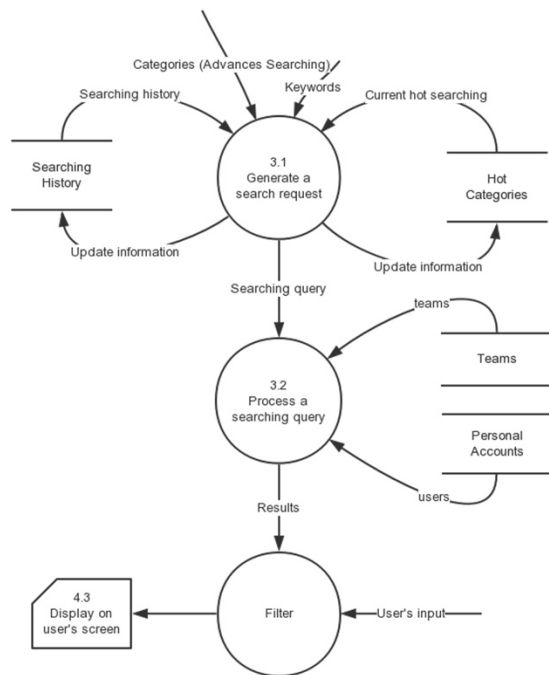 Categories (Advances Searching)
Keywords
Searching history
Current hot searching
3.1
Generate a
search request
Searching
History
Hot
Categories
Update information
Update information
Searching query
teams
Teams
3.2
Process a
searching query
Personal
Accounts
users
Results
4.3
Display on
user's screen
Filter
User's input